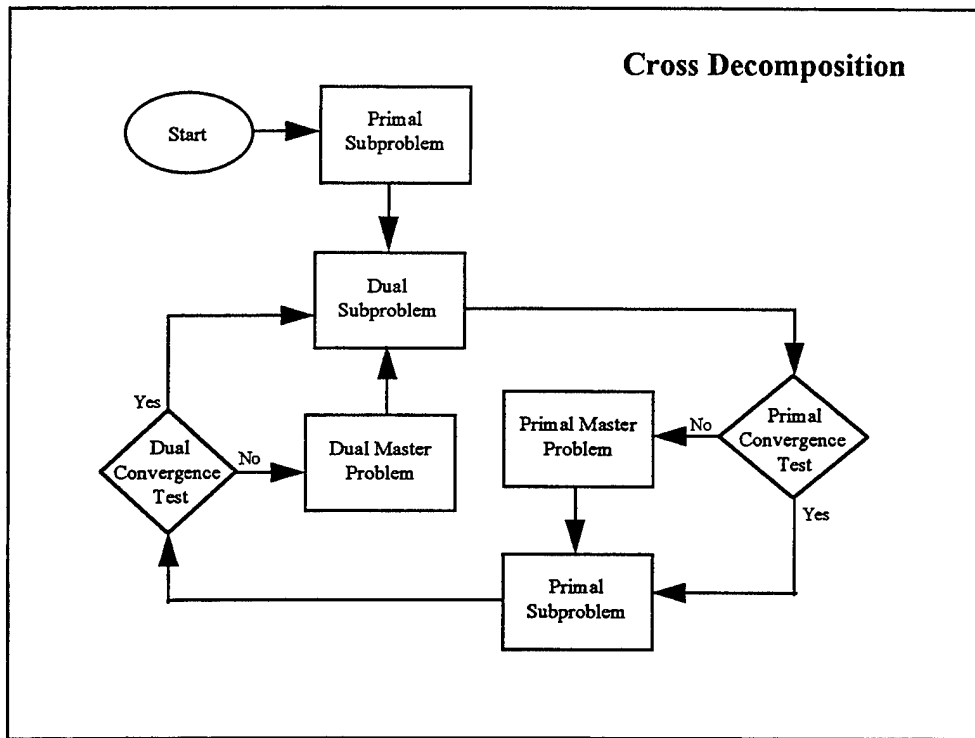 Cross Decomposition
Start
Primal
Subproblem
Dual
Subproblem
Yes
Dual
Convergence
Test
No
Dual Master
Problem
Primal Master
Problem
No
Primal
Convergence
Test
Yes
Primal
Subproblem